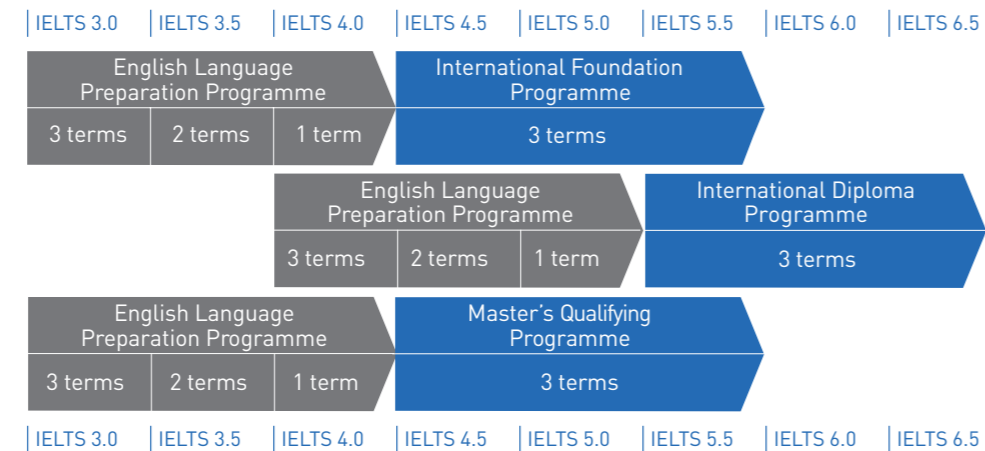 IELTS 3.0 IELTS 3.5 IELTS 4.0 IELTS 4.5 IELTS 5.0 IELTS 5.5 IELTS 6.0 IELTS 6.5
English Language
Preparation Programme
International Foundation
Programme
3 terms 2 terms 1 term 3 terms
English Language
Preparation Programme
International Diploma
Programme
3 terms 2 terms 1 term 3 terms
English Language
Preparation Programme
Master’s Qualifying
Programme
3 terms 2 terms 1 term 3 terms
IELTS 3.0 IELTS 3.5 IELTS 4.0 IELTS 4.5 IELTS 5.0 IELTS 5.5 IELTS 6.0 IELTS 6.5